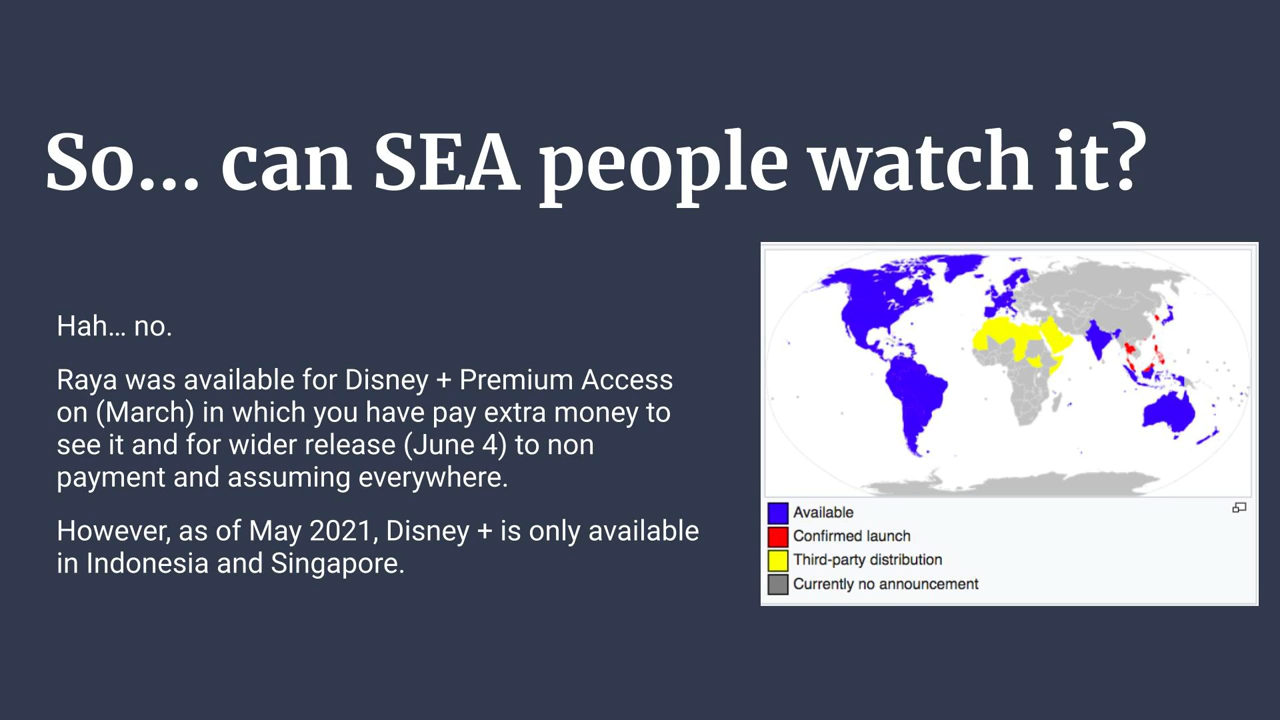 So... can SEA people watch it?
Hah... no.
Raya was available for Disney + Premium Access
on (March) in which you have pay extra money to
see it and for wider release (June 4) to non
payment and assuming everywhere.
However, as of May 2021, Disney + is only available
in Indonesia and Singapore.
Available
Confirmed launch
Third-party distribution
Currently no announcement